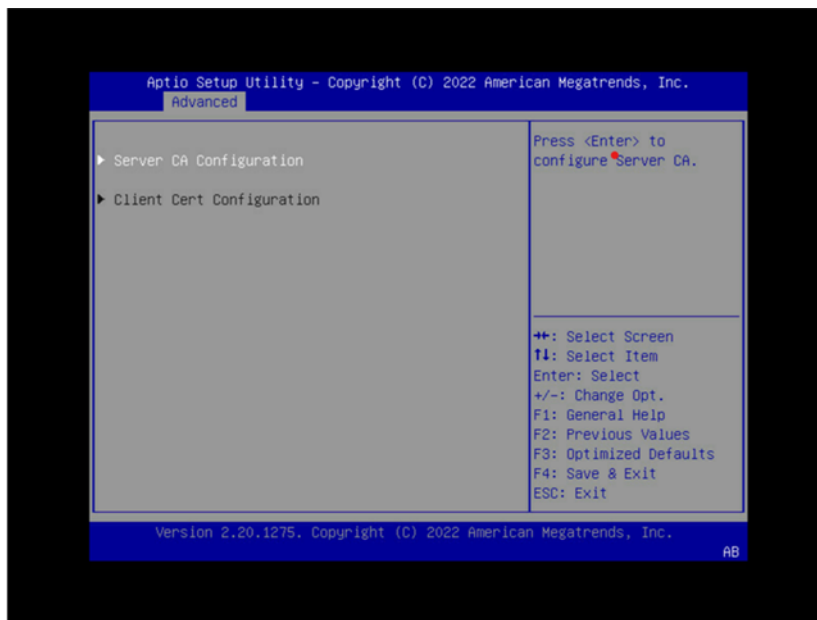 Aptio Setup Utility – Copyright (C) 2022 American Megatrends, Inc.
Advanced
Server CA Configuration
Client Cert Configuration
Press <Enter> to
configure Server CA.
→←: Select Screen
↑↓: Select Item
Enter: Select
+/-: Change Opt.
F1: General Help
F2: Previous Values
F3: Optimized Defaults
F4: Save & Exit
ESC: Exit
Version 2.20.1275. Copyright (C) 2022 American Megatrends, Inc.
AB